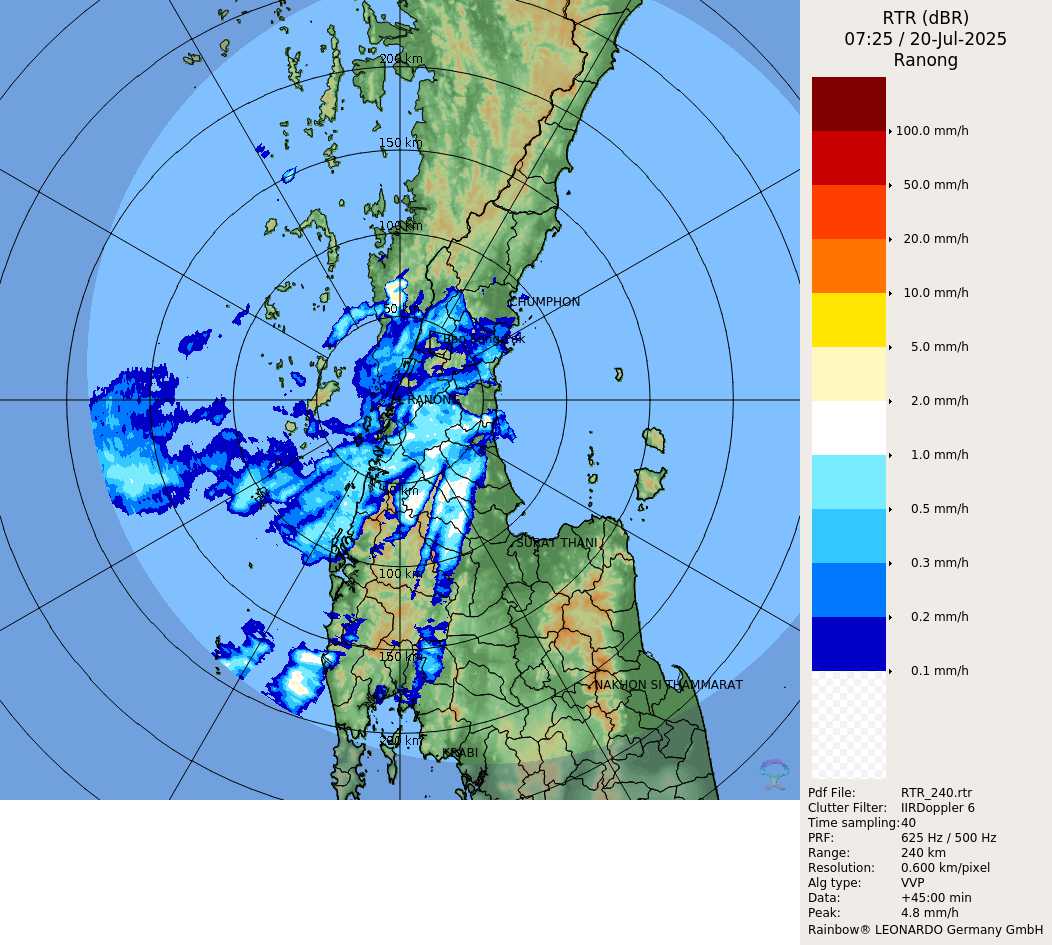 RTR (dBR)
07:25 / 20-Jul-2025
Ranong
100.0 mm/h
50.0 mm/h
20.0 mm/h
10.0 mm/h
5.0 mm/h
2.0 mm/h
1.0 mm/h
0.5 mm/h
0.3 mm/h
0.2 mm/h
0.1 mm/h
Pdf File: RTR_240.rtr
Clutter Filter: IIRDoppler 6
Time sampling: 40
PRF: 625 Hz / 500 Hz
Range: 240 km
Resolution: 0.600 km/pixel
Alg type: VVP
Data: +45:00 min
Peak: 4.8 mm/h
Rainbow® LEONARDO Germany GmbH
200 km
150 km
100 km
50 km
CHUMPHON
RANONG
50 km
SURAT THANI
100 km
150 km
NAKHON SI THAMMARAT
200 km
KRABI